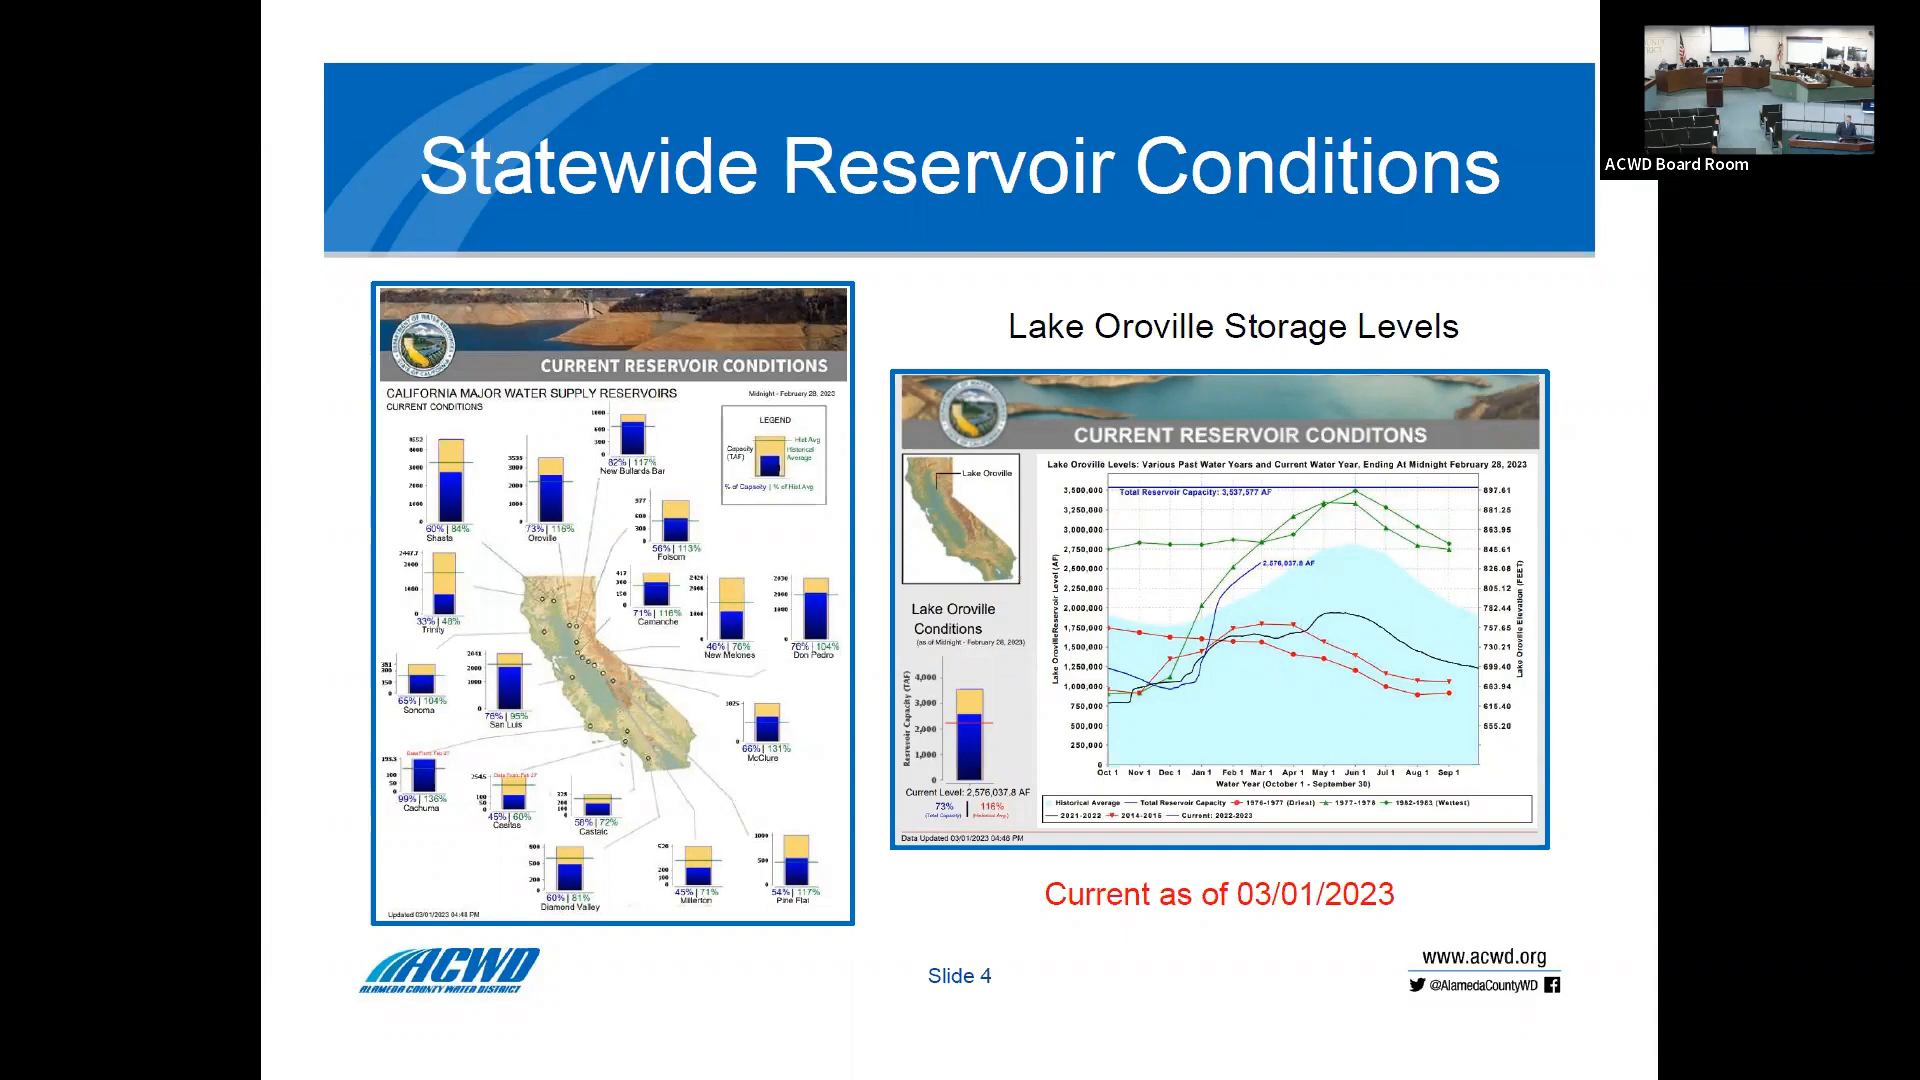 Statewide Reservoir Conditions
ACWD Board Room
CURRENT RESERVOIR CONDITIONS
CALIFORNIA MAJOR WATER SUPPLY RESERVOIRS
CURRENT CONDITIONS
Midnight - February 28, 2023
LEGEND
Capacity
(TAF)
Hist Avg
Historical
Average
% of Capacity | % of Hist Avg
82% | 117%
New Bullards Bar
60% | 84%
Shasta
73% | 116%
Oroville
56% | 113%
Folsom
33% | 48%
Trinity
71% | 116%
Camanche
46% | 76%
New Melones
76% | 104%
Don Pedro
65% | 104%
Sonoma
San Luis
66% | 131%
McClure
99% | 136%
Cachuma
45% | 60%
Casitas
Castaic
60% | 81%
Diamond Valley
45% | 71%
Millerton
54% | 117%
Pine Flat
Updated 03/01/2023 04:48 PM
Lake Oroville Storage Levels
CURRENT RESERVOIR CONDITONS
Lake Oroville
Lake Oroville
Conditions
(as of Midnight - February 28, 2023)
Reservoir Capacity (TAF)
4,000
3,000
2,000
1,000
0
Current Level: 2,576,037.8 AF
73%
(Total Capacity)
116%
(Historical Avg.)
Data Updated 03/01/2023 04:48 PM
Lake Oroville Levels: Various Past Water Years and Current Water Year, Ending At Midnight February 28, 2023
Total Reservoir Capacity: 3,537,577 AF
2,576,037.8 AF
Lake OrovilleReservoir Level (AF)
3,500,000
3,250,000
3,000,000
2,750,000
2,500,000
2,250,000
2,000,000
1,750,000
1,500,000
1,250,000
1,000,000
750,000
500,000
250,000
0
897.61
881.25
863.95
845.61
826.08
805.12
782.44
757.65
730.21
699.40
663.94
615.40
555.20
Lake Oroville Elevation (FEET)
Oct 1 Nov 1 Dec 1 Jan 1 Feb 1 Mar 1 Apr 1 May 1 Jun 1 Jul 1 Aug 1 Sep 1
Water Year (October 1 - September 30)
Historical Average Total Reservoir Capacity 1976-1977 (Driest) 1977-1978 1982-1983 (Wettest)
2021-2022 2014-2015 Current: 2022-2023
Current as of 03/01/2023
ACWD
ALAMEDA COUNTY WATER DISTRICT
Slide 4
www.acwd.org
@AlamedaCountyWD